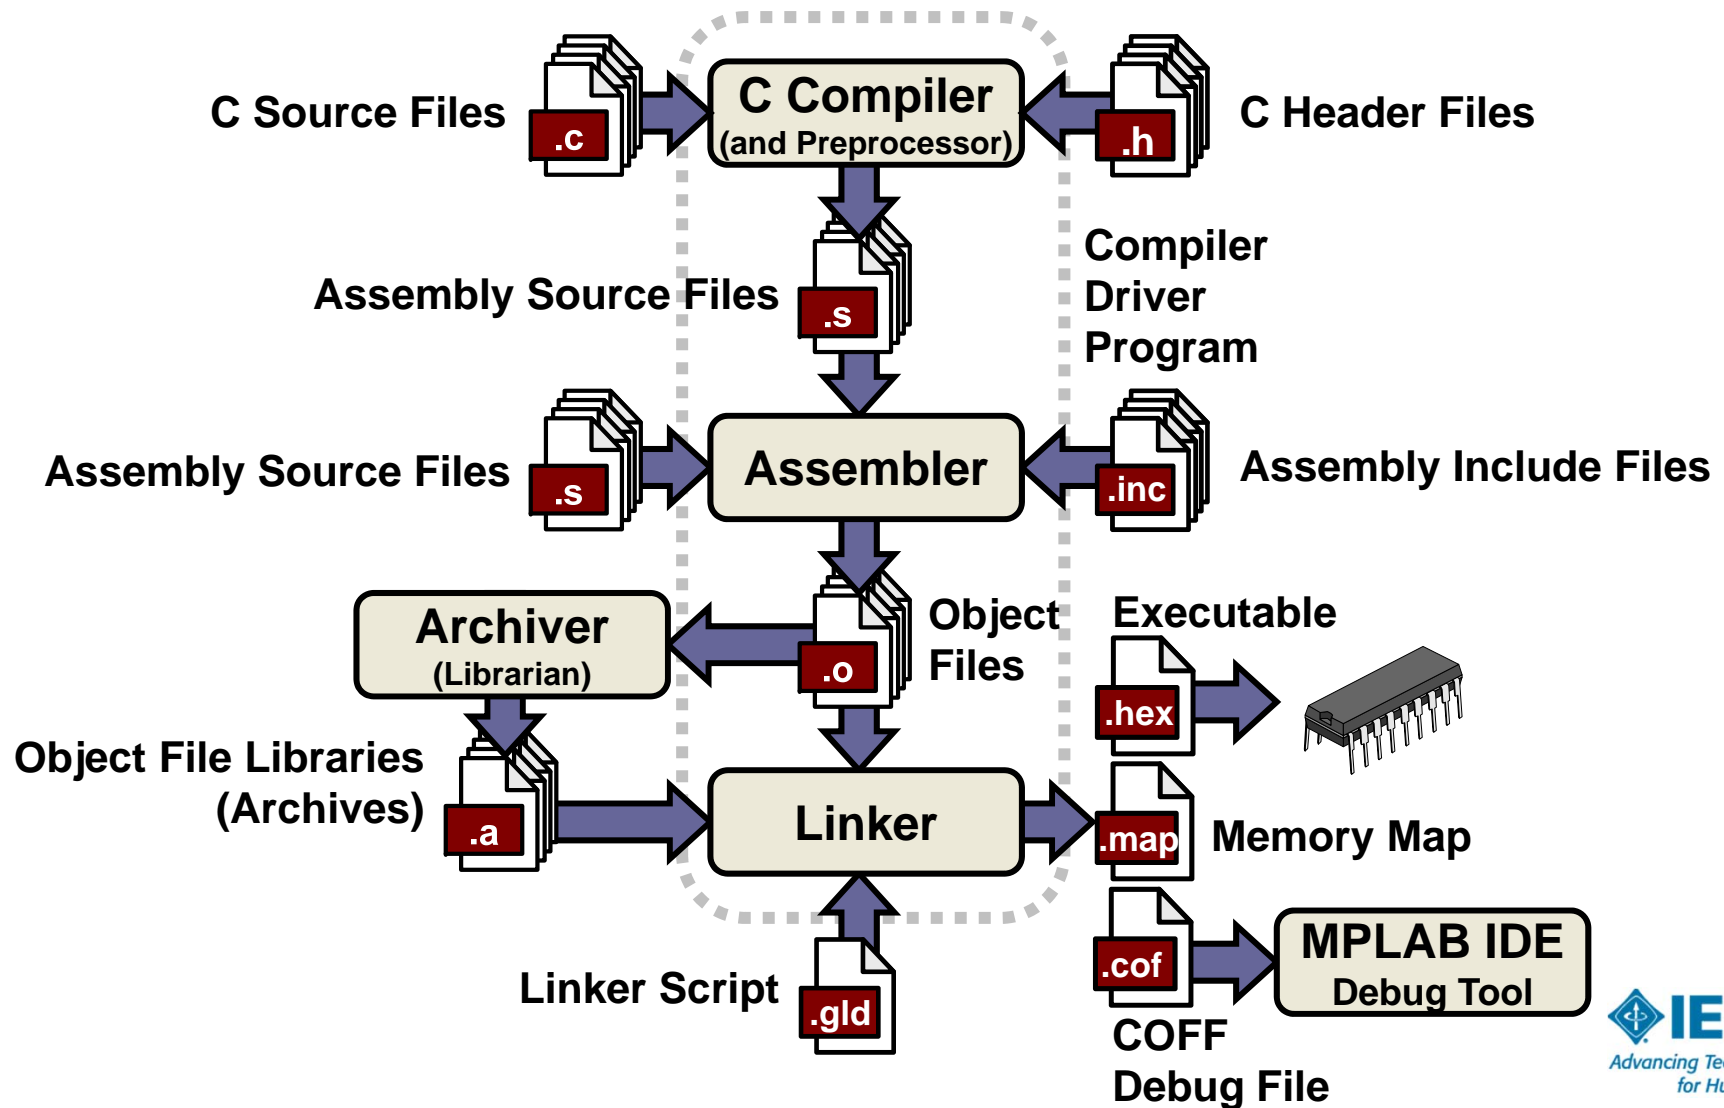 C Source Files
.c
C Compiler
(and Preprocessor)
.h
C Header Files
Assembly Source Files
.s
Compiler
Driver
Program
Assembly Source Files
.s
Assembler
.inc
Assembly Include Files
Archiver
(Librarian)
.o
Object
Files
Executable
.hex
Object File Libraries
(Archives)
.a
Linker
.map
Memory Map
Linker Script
.gld
.cof
MPLAB IDE
Debug Tool
COFF
Debug File
Advancing
for